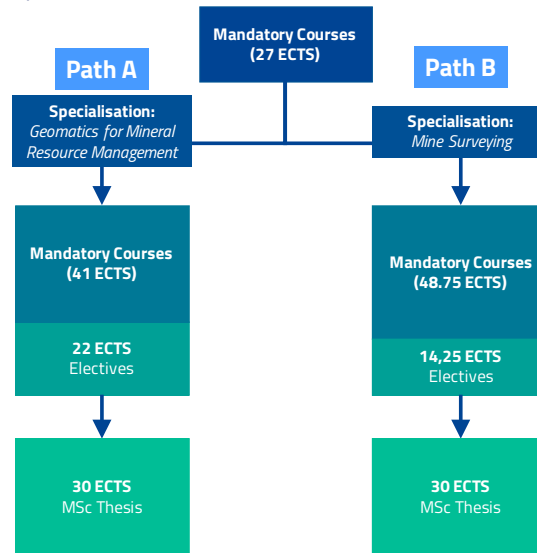 Mandatory Courses
(27 ECTS)
Path A
Path B
Specialisation:
Geomatics for Mineral
Resource Management
Specialisation:
Mine Surveying
Mandatory Courses
(41 ECTS)
22 ECTS
Electives
30 ECTS
MSc Thesis
Mandatory Courses
(48.75 ECTS)
14,25 ECTS
Electives
30 ECTS
MSc Thesis